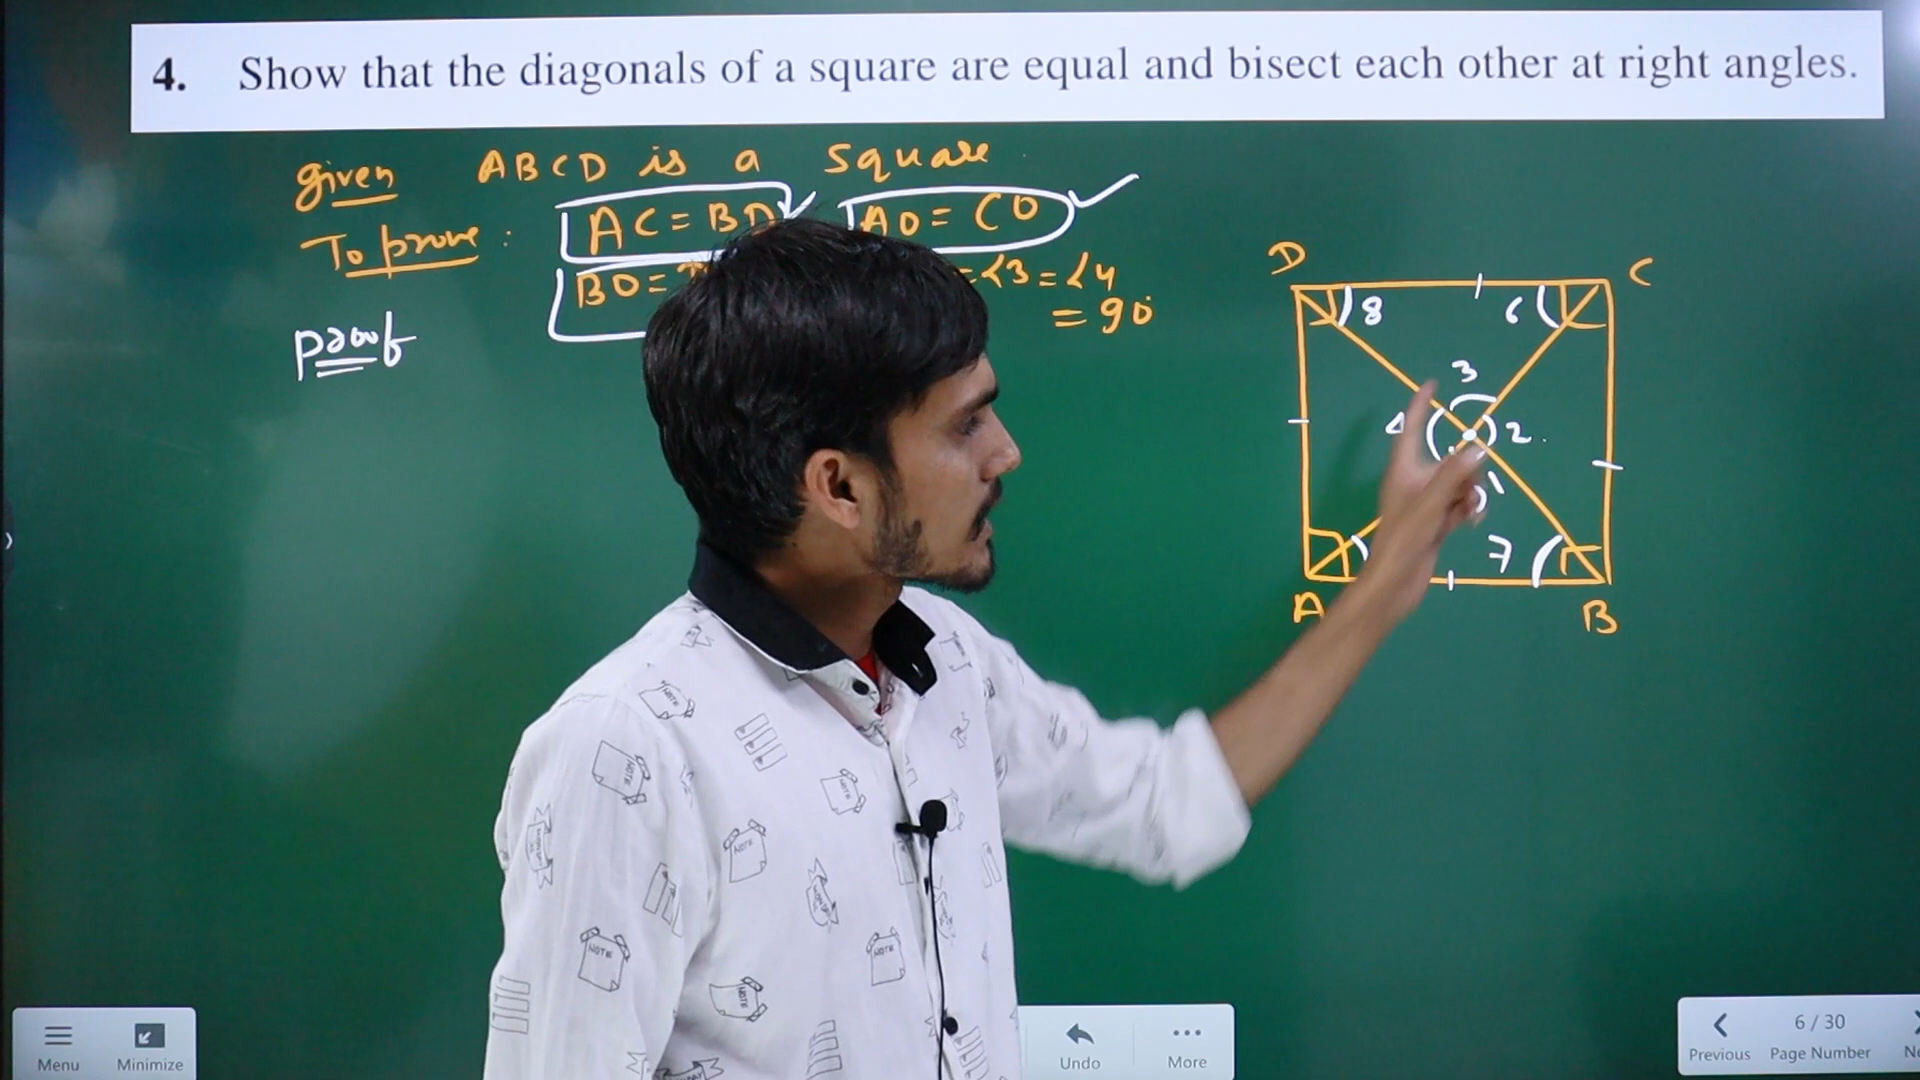 4. Show that the diagonals of a square are equal and bisect each other at right angles.
given ABCD is a square
To prove : AC=BD AO=CO
BO= =∠3=∠4
=90°
proof
D C
8 6
3
4 2
1
7
A B
NOTE
Menu Minimize Undo More
6 / 30
Previous Page Number